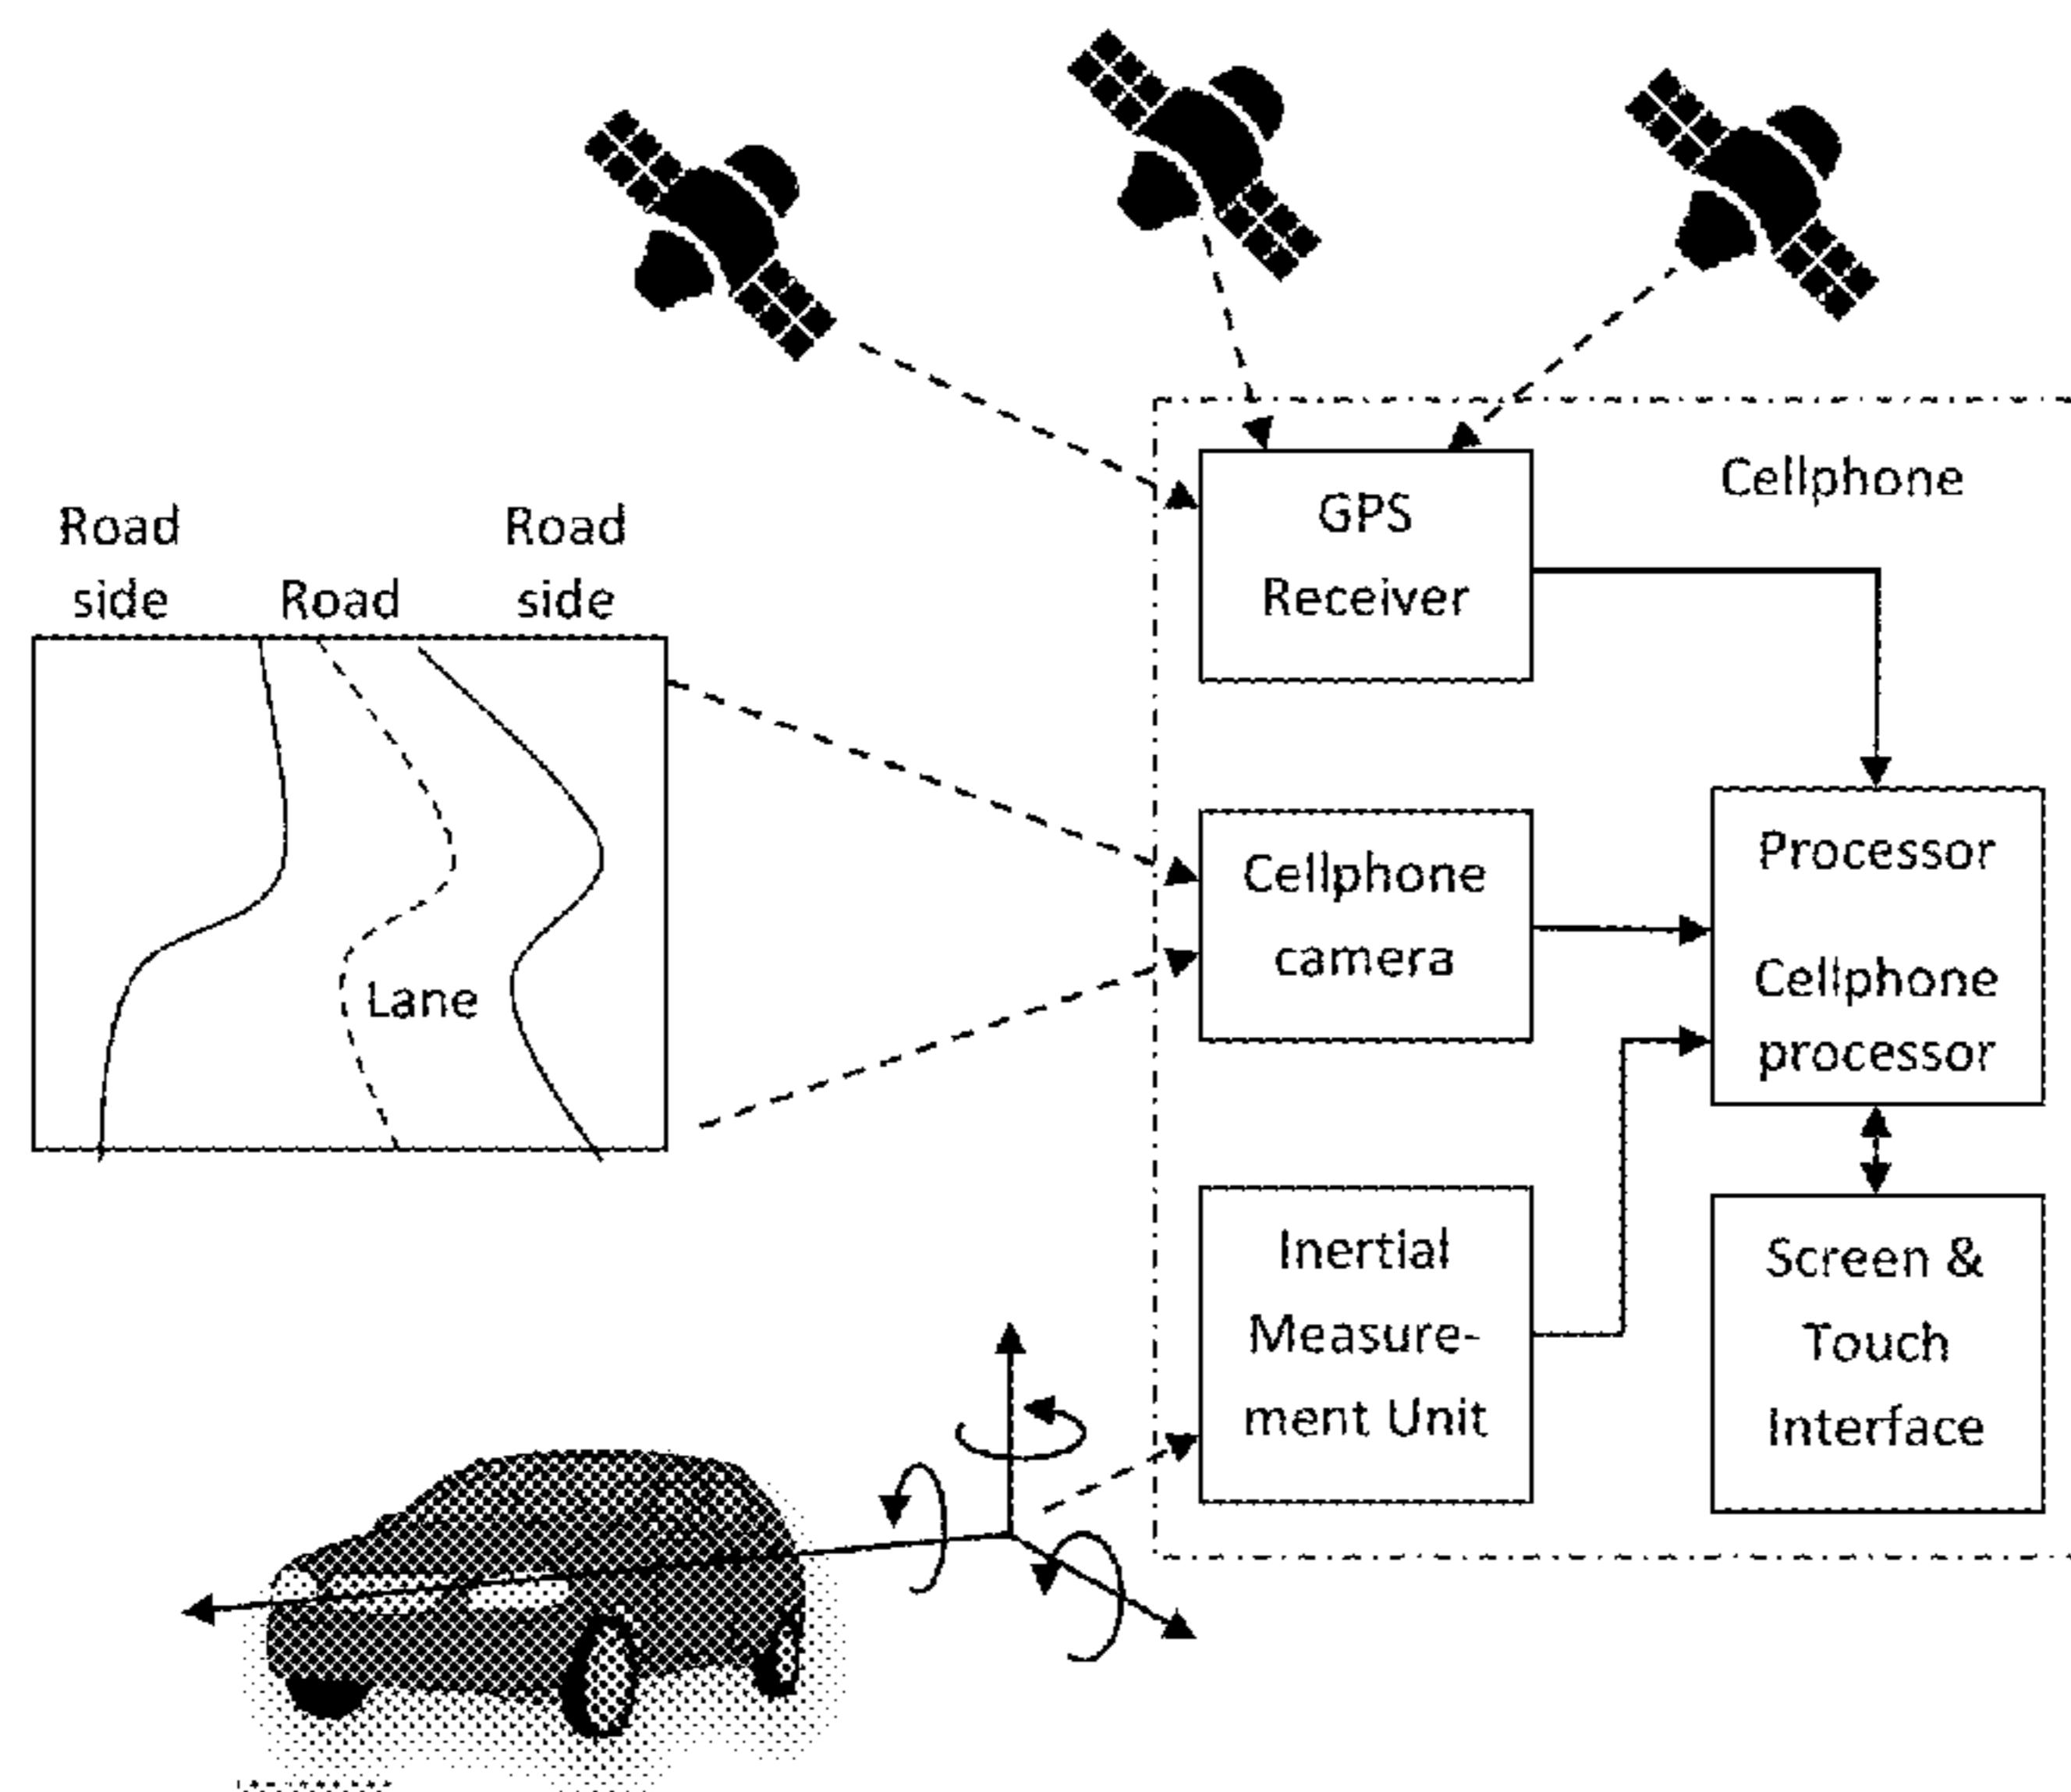 Cellphone
GPS
Receiver
Road
side
Road
Road
side
Lane
Cellphone
camera
Processor
Cellphone
processor
Inertial
Measure-
ment Unit
Screen &
Touch
Interface